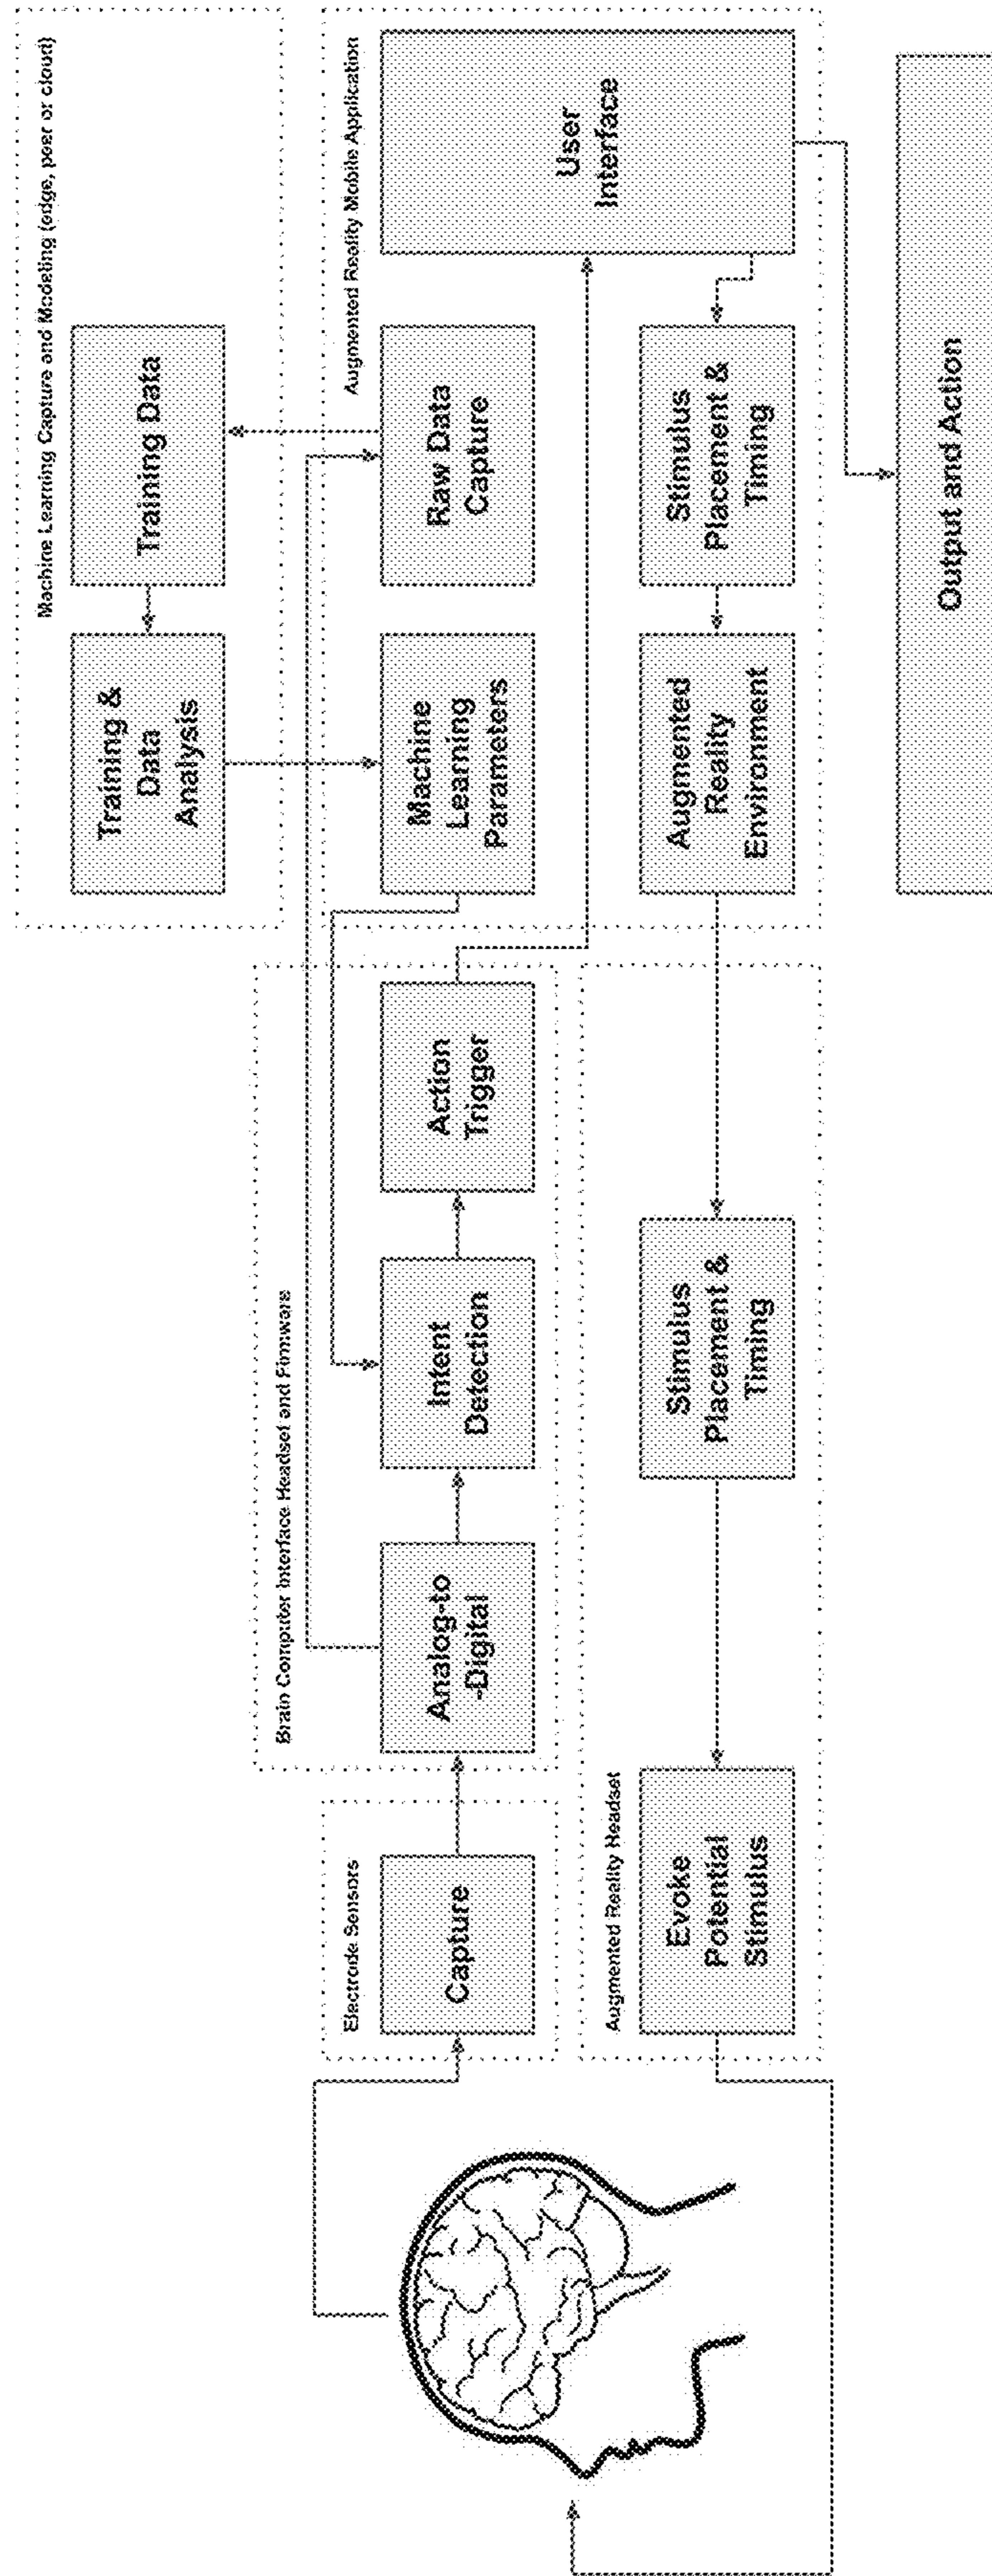 Machine Learning Capture and Modeling (edge, peer or cloud)
Training &
Data
Analysis
Training Data
Brain Computer Interface Headset and Firmware
Electrode Sensors
Capture
Analog-to
-Digital
Intent
Detection
Action
Trigger
Augmented Reality Mobile Application
Machine
Learning
Parameters
Raw Data
Capture
User
Interface
Augmented Reality Headset
Evoke
Potential
Stimulus
Stimulus
Placement &
Timing
Augmented
Reality
Environment
Stimulus
Placement &
Timing
Output and Action